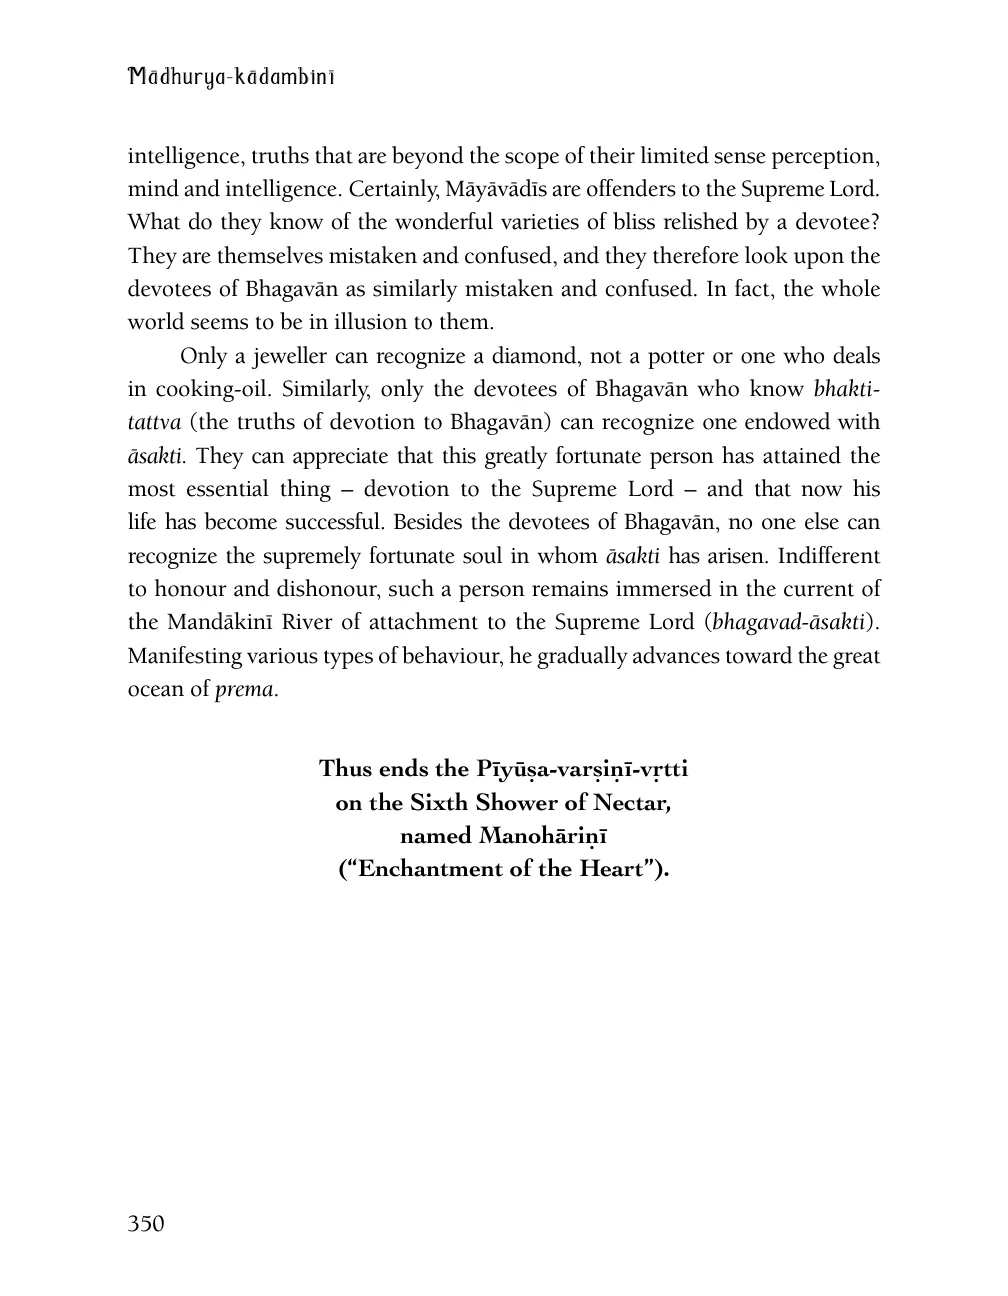 Mādhurya-kādambinī
intelligence, truths that are beyond the scope of their limited sense perception,
mind and intelligence. Certainly, Māyāvādīs are offenders to the Supreme Lord.
What do they know of the wonderful varieties of bliss relished by a devotee?
They are themselves mistaken and confused, and they therefore look upon the
devotees of Bhagavān as similarly mistaken and confused. In fact, the whole
world seems to be in illusion to them.
Only a jeweller can recognize a diamond, not a potter or one who deals
in cooking-oil. Similarly, only the devotees of Bhagavān who know bhakti-
tattva (the truths of devotion to Bhagavān) can recognize one endowed with
āsakti. They can appreciate that this greatly fortunate person has attained the
most essential thing – devotion to the Supreme Lord – and that now his
life has become successful. Besides the devotees of Bhagavān, no one else can
recognize the supremely fortunate soul in whom āsakti has arisen. Indifferent
to honour and dishonour, such a person remains immersed in the current of
the Mandākinī River of attachment to the Supreme Lord (bhagavad-āsakti).
Manifesting various types of behaviour, he gradually advances toward the great
ocean of prema.
Thus ends the Pīyūṣa-varṣiṇī-vṛtti
on the Sixth Shower of Nectar,
named Manohāriṇī
(“Enchantment of the Heart”).
350